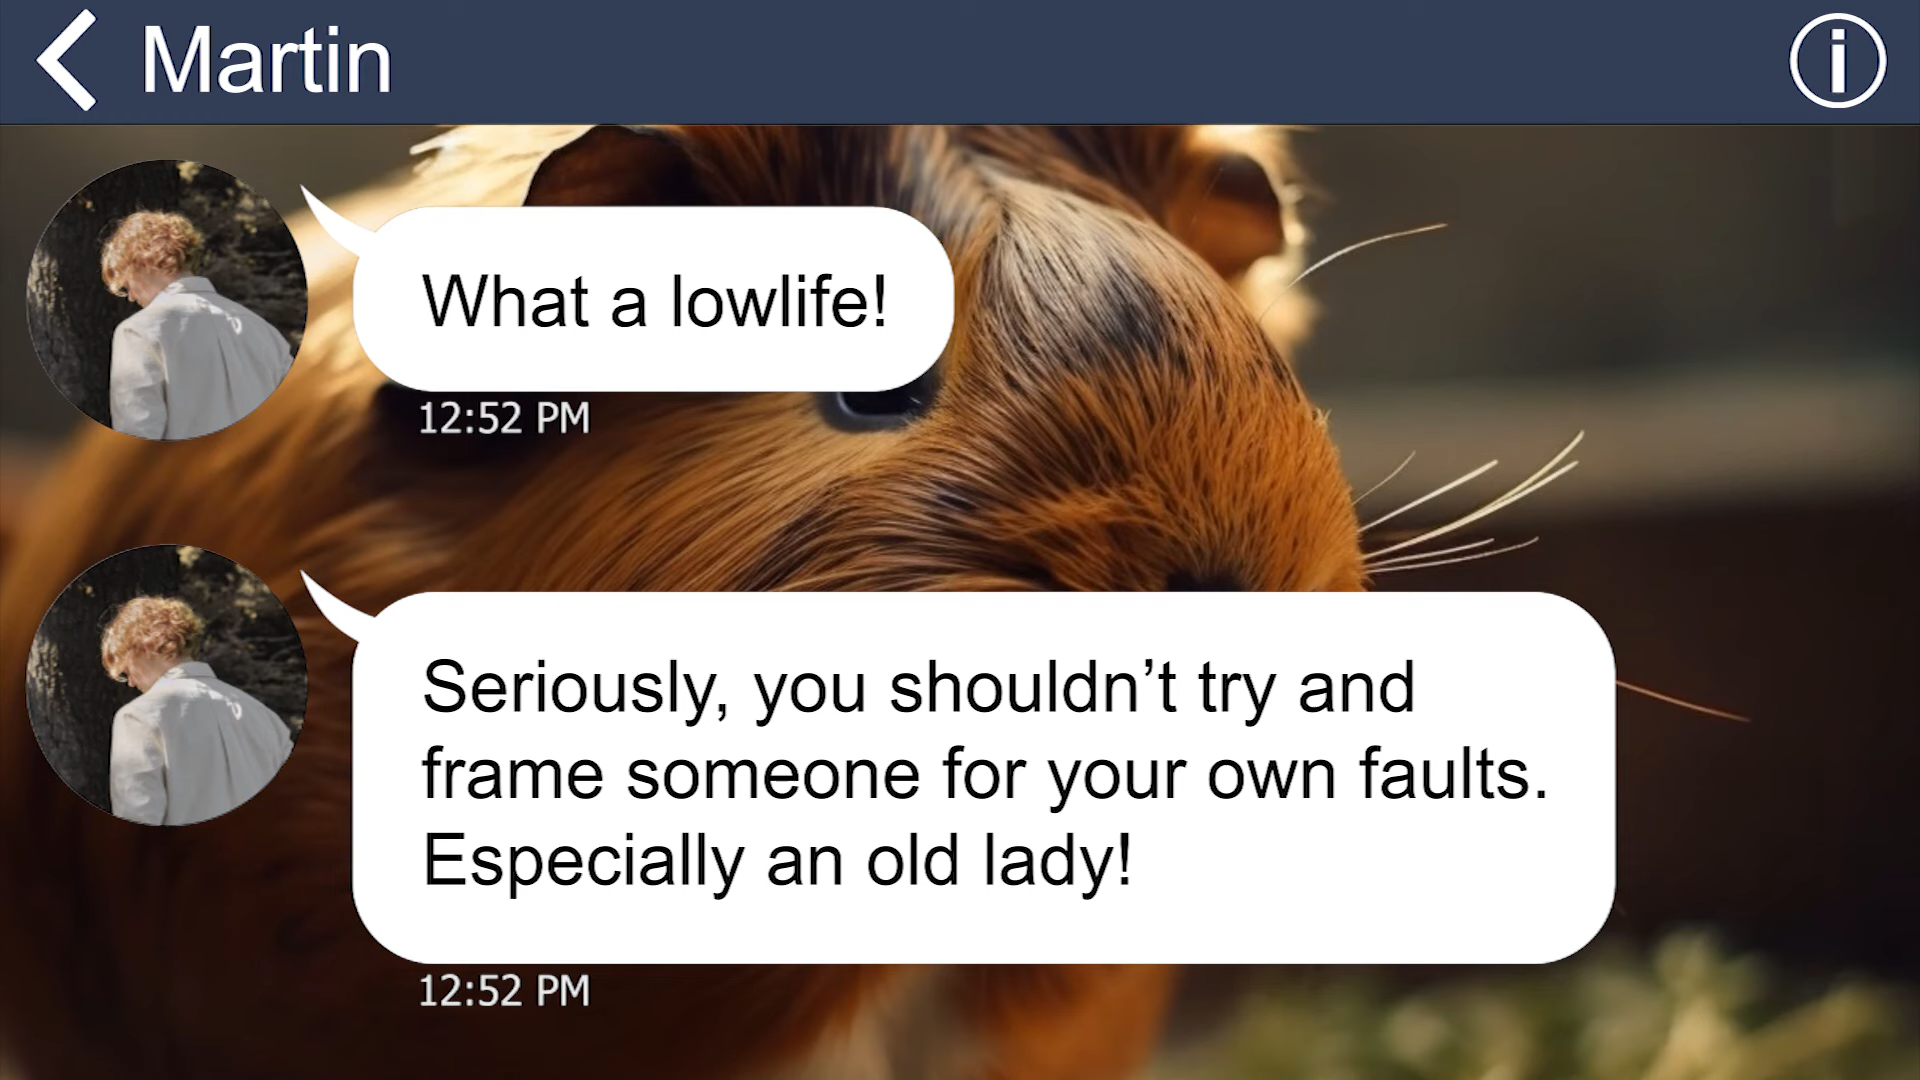 Martin
What a lowlife!
12:52 PM
Seriously, you shouldn’t try and
frame someone for your own faults.
Especially an old lady!
12:52 PM